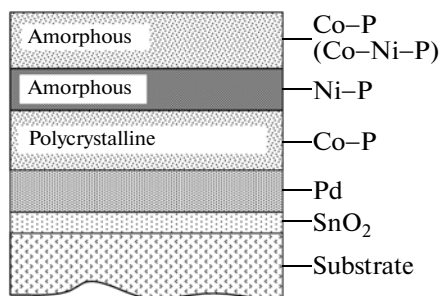 Amorphous
Co–P
(Co–Ni–P)
Amorphous
Ni–P
Polycrystalline
Co–P
Pd
SnO₂
Substrate